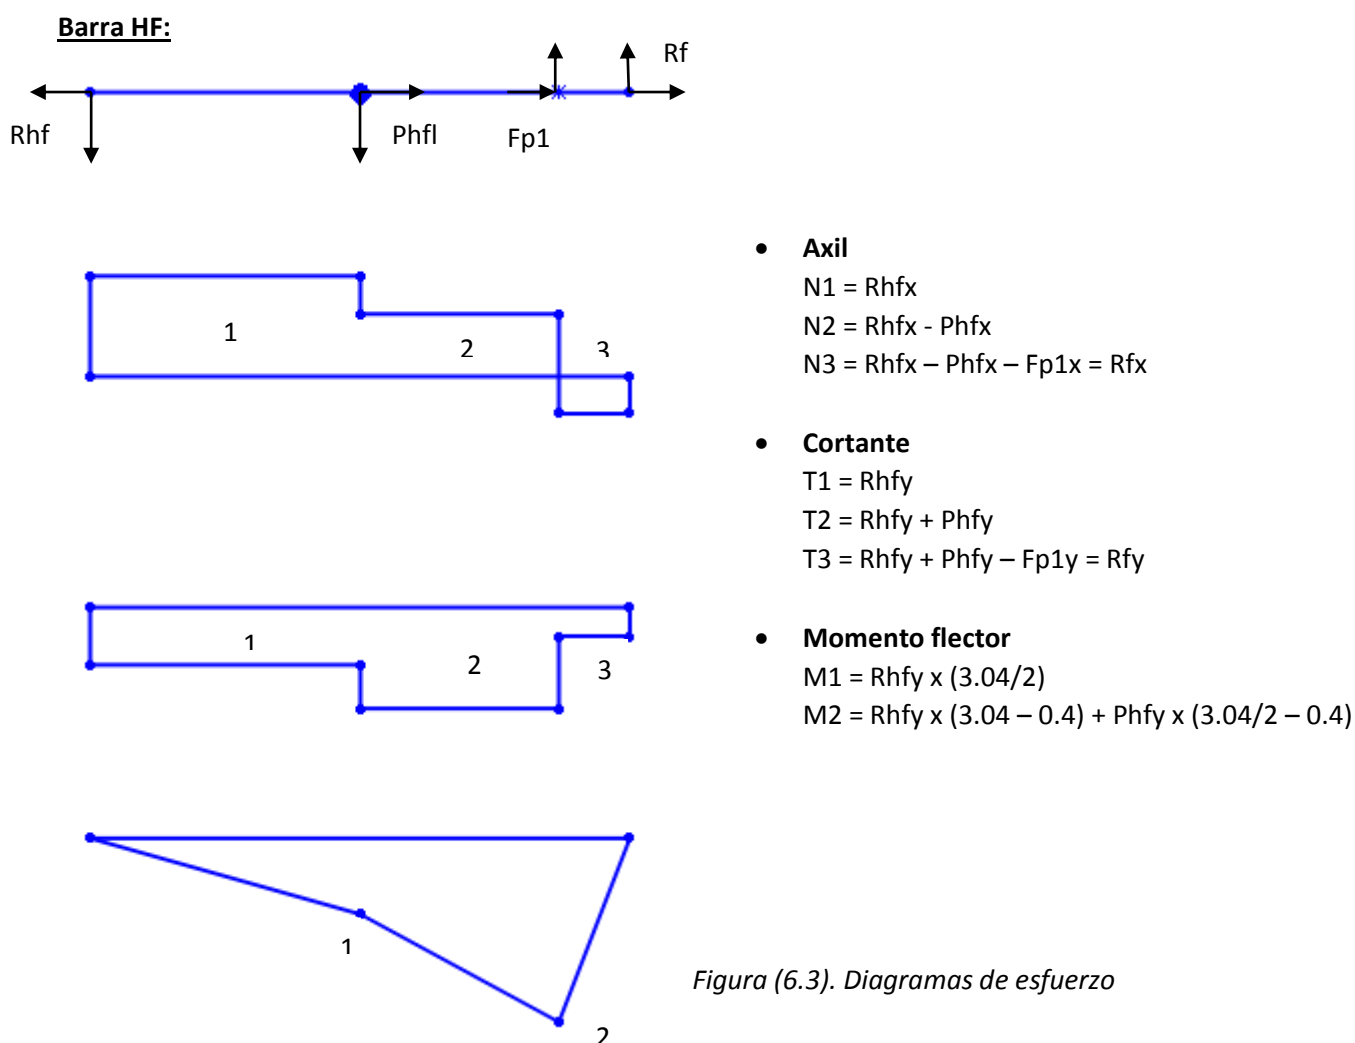 Barra HF:
Rf
Rhf
Phfl
Fp1
• Axil
N1 = Rhfx
N2 = Rhfx - Phfx
N3 = Rhfx – Phfx – Fp1x = Rfx
1
2
3
• Cortante
T1 = Rhfy
T2 = Rhfy + Phfy
T3 = Rhfy + Phfy – Fp1y = Rfy
1
2
3
• Momento flector
M1 = Rhfy x (3.04/2)
M2 = Rhfy x (3.04 – 0.4) + Phfy x (3.04/2 – 0.4)
1
2
Figura (6.3). Diagramas de esfuerzo